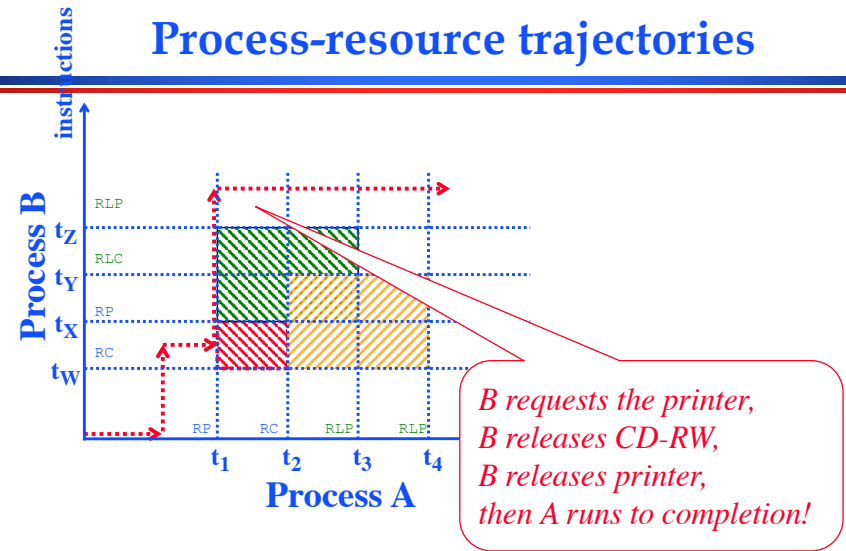 Process-resource trajectories
instructions
Process B
RLP
tZ
RLC
tY
RP
tX
RC
tW
RP RC RLP RLP
t1 t2 t3 t4
Process A
B requests the printer,
B releases CD-RW,
B releases printer,
then A runs to completion!